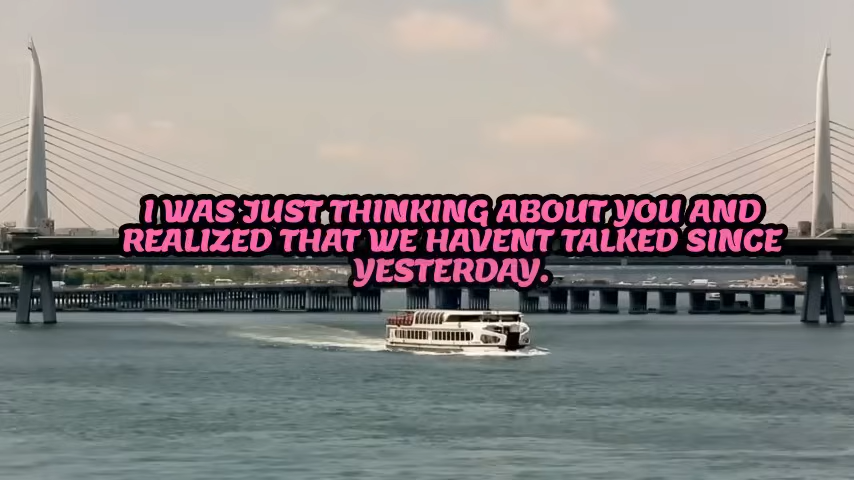 I WAS JUST THINKING ABOUT YOU AND
REALIZED THAT WE HAVENT TALKED SINCE
YESTERDAY.